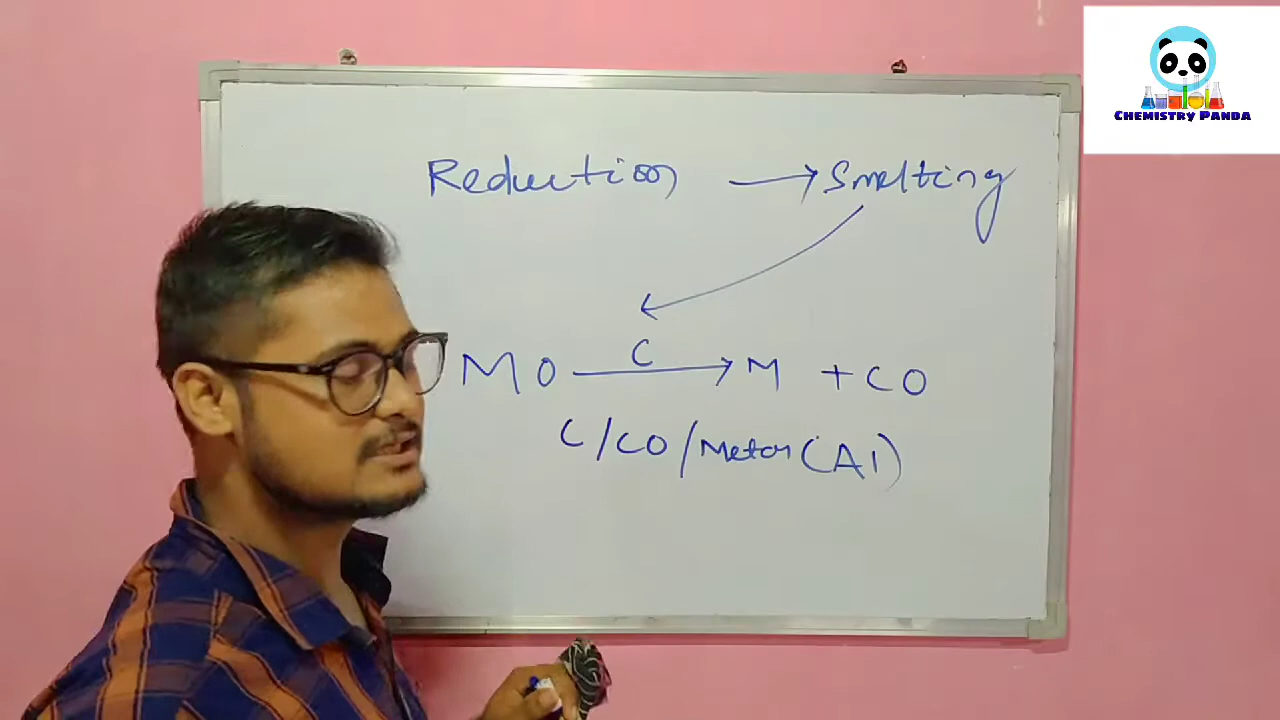 Reduction → Smelting
C
MO → M + CO
C/CO/Metal (Al)
Chemistry Panda